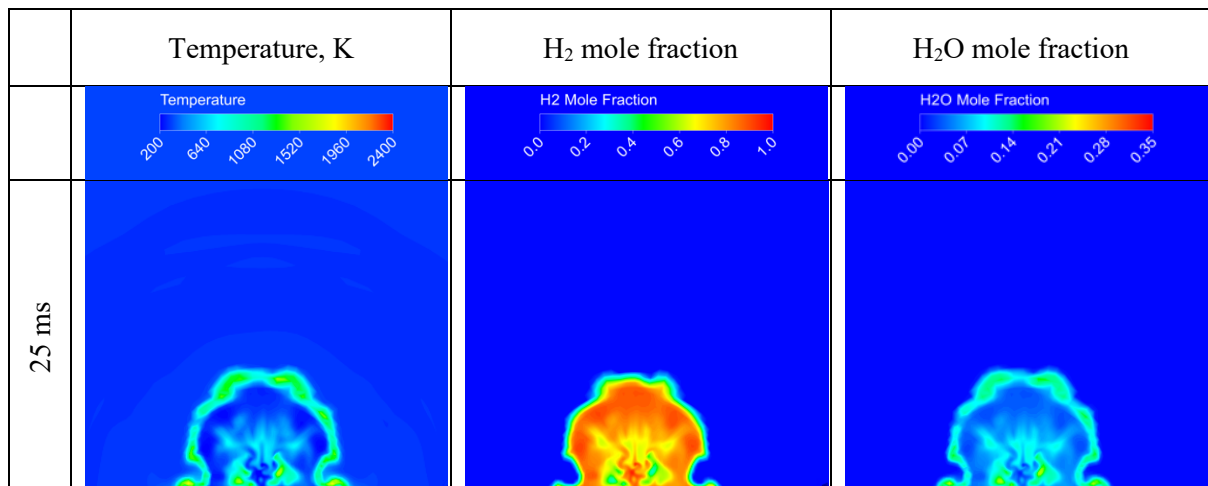 Temperature, K
H₂ mole fraction
H₂O mole fraction
Temperature
200 640 1080 1520 1960 2400
H2 Mole Fraction
0.0 0.2 0.4 0.6 0.8 1.0
H2O Mole Fraction
0.00 0.07 0.14 0.21 0.28 0.35
25 ms